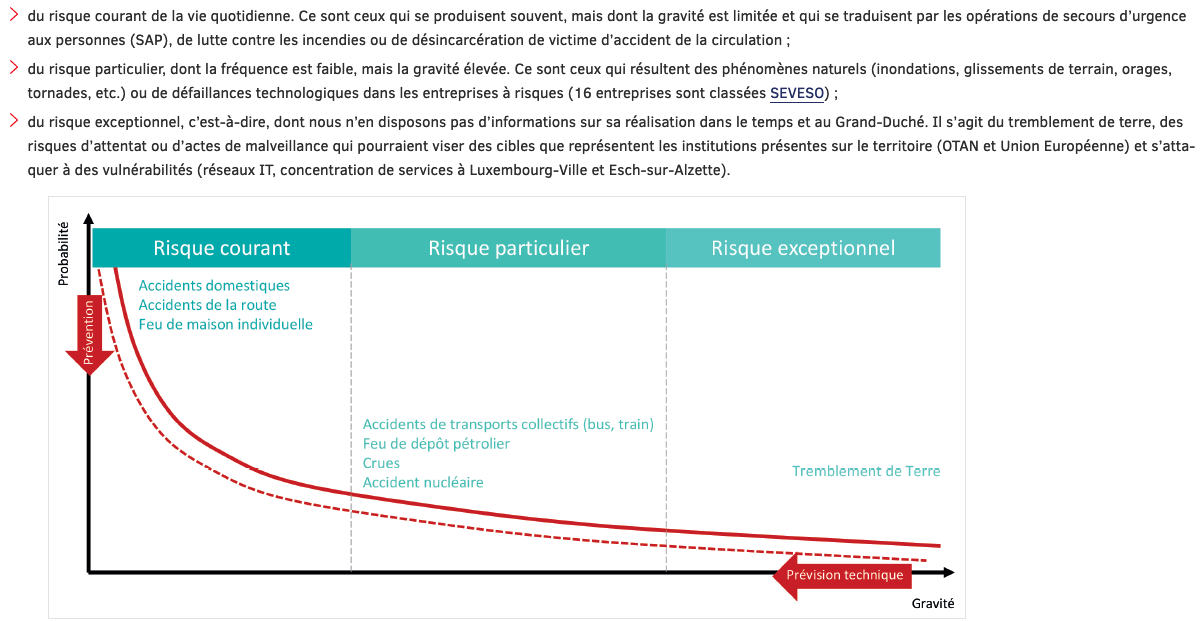 du risque courant de la vie quotidienne. Ce sont ceux qui se produisent souvent, mais dont la gravité est limitée et qui se traduisent par les opérations de secours d’urgence
aux personnes (SAP), de lutte contre les incendies ou de désincarcération de victime d’accident de la circulation ;
du risque particulier, dont la fréquence est faible, mais la gravité élevée. Ce sont ceux qui résultent des phénomènes naturels (inondations, glissements de terrain, orages,
tornades, etc.) ou de défaillances technologiques dans les entreprises à risques (16 entreprises sont classées SEVESO) ;
du risque exceptionnel, c’est-à-dire, dont nous n’en disposons pas d’informations sur sa réalisation dans le temps et au Grand-Duché. Il s’agit du tremblement de terre, des
risques d’attentat ou d’actes de malveillance qui pourraient viser des cibles que représentent les institutions présentes sur le territoire (OTAN et Union Européenne) et s’atta-
quer à des vulnérabilités (réseaux IT, concentration de services à Luxembourg-Ville et Esch-sur-Alzette).
Probabilité
Risque courant
Risque particulier
Risque exceptionnel
Accidents domestiques
Accidents de la route
Feu de maison individuelle
Prévention
Accidents de transports collectifs (bus, train)
Feu de dépôt pétrolier
Crues
Accident nucléaire
Tremblement de Terre
Prévision technique
Gravité